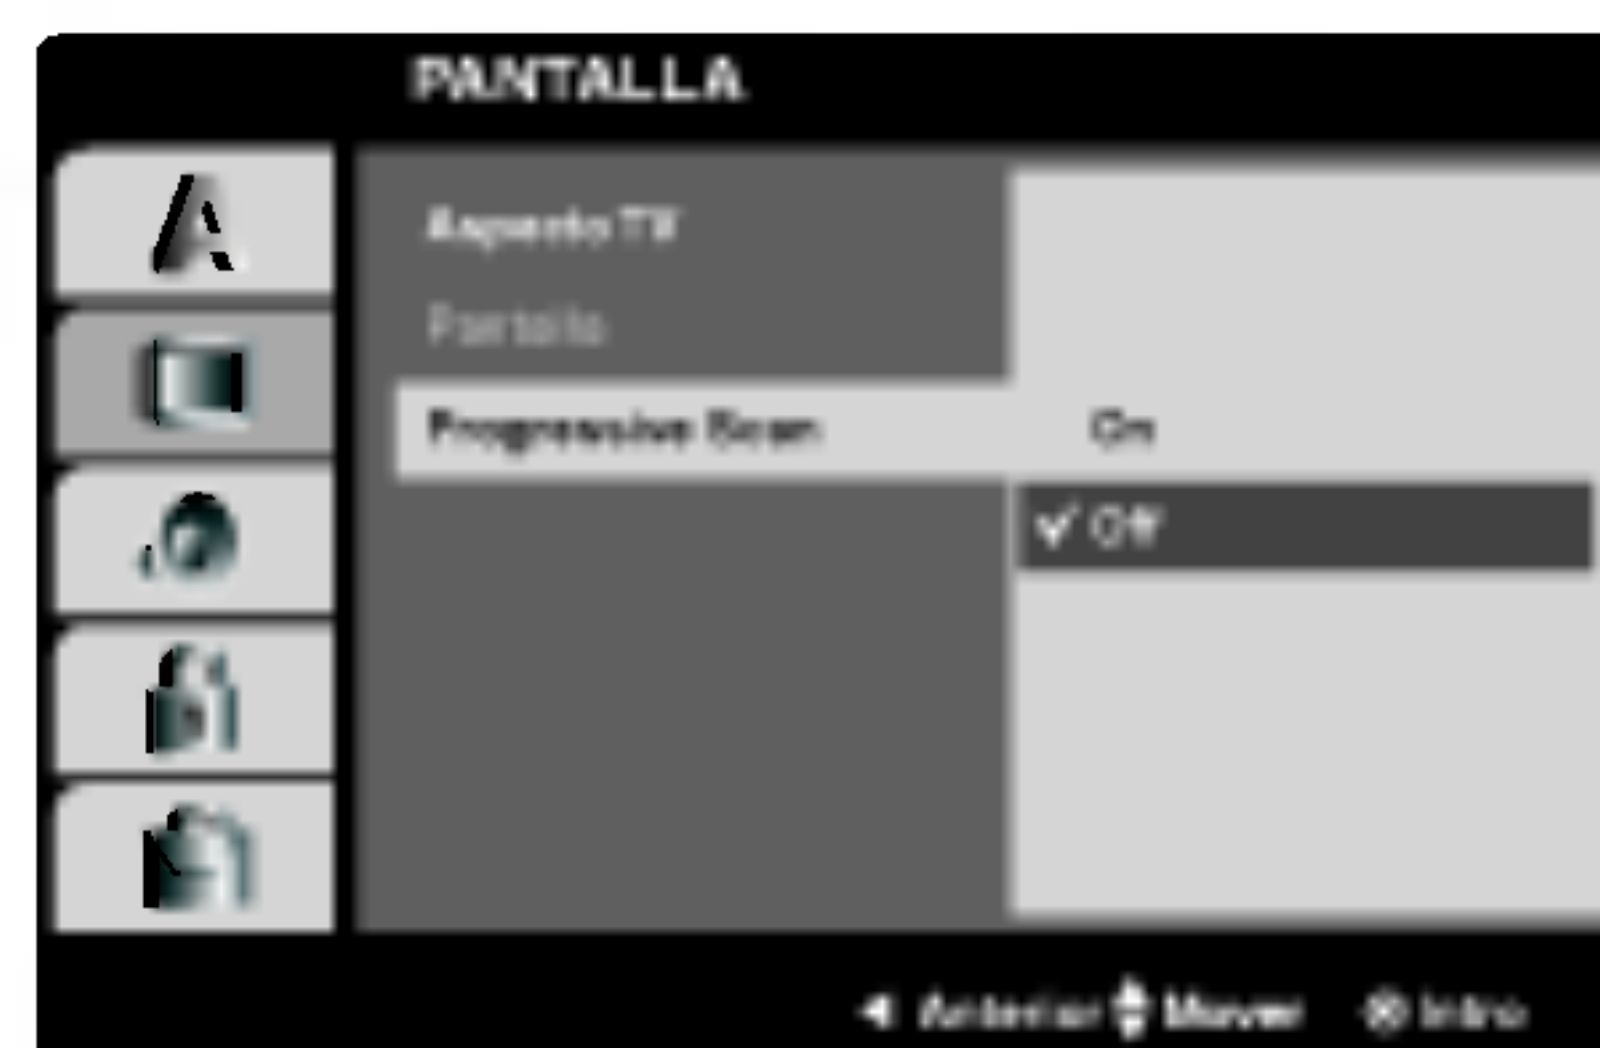 PANTALLA
Aspecto TV
Pantalla
Progressive Scan On
✓ Off
◄ Anterior Mover ⊗ Intro